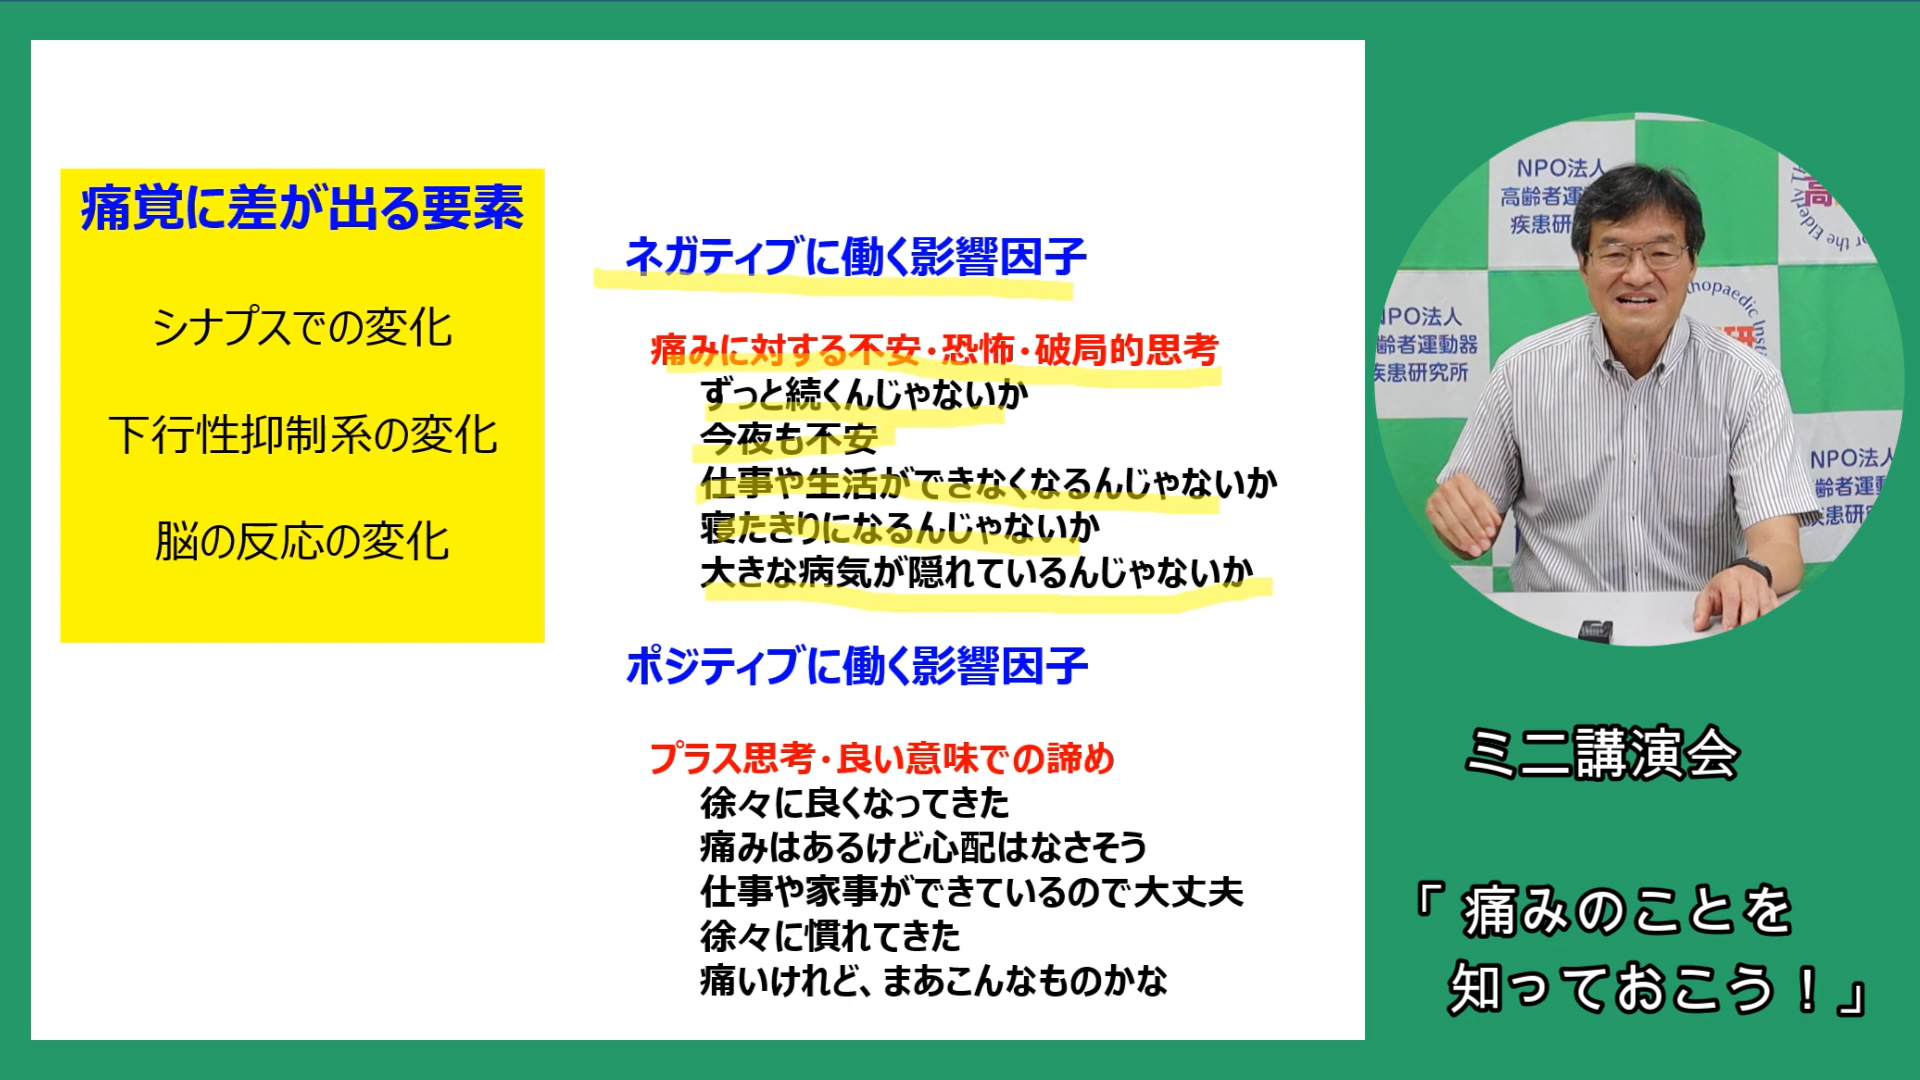 痛覚に差が出る要素
シナプスでの変化
下行性抑制系の変化
脳の反応の変化
ネガティブに働く影響因子
痛みに対する不安・恐怖・破局的思考
ずっと続くんじゃないか
今夜も不安
仕事や生活ができなくなるんじゃないか
寝たきりになるんじゃないか
大きな病気が隠れているんじゃないか
ポジティブに働く影響因子
プラス思考・良い意味での諦め
徐々に良くなってきた
痛みはあるけど心配はなさそう
仕事や家事ができているので大丈夫
徐々に慣れてきた
痛いけれど、まあこんなものかな
NPO法人
高齢者運
疾患研
for the Elderly
高
NPO法人
齢者運動器
疾患研究所
thopaedic Inst
研
NPO法人
齢者運動
疾患研究
ミニ講演会
「痛みのことを
知っておこう！」